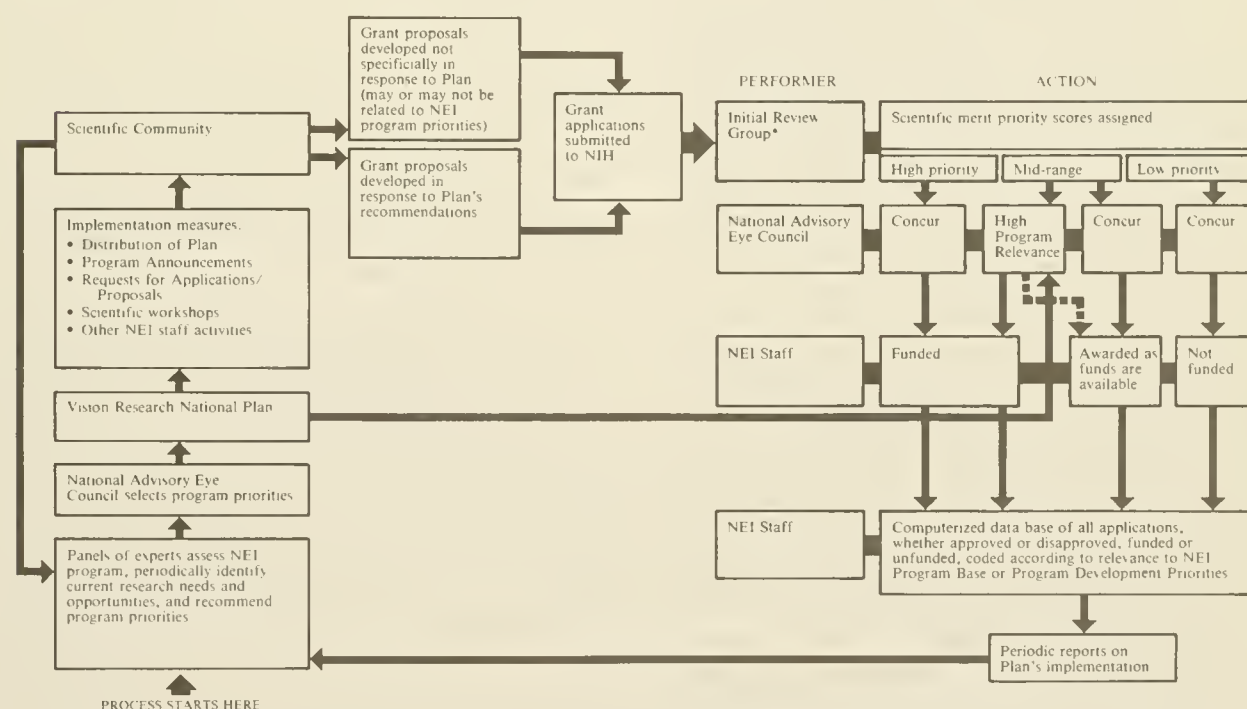 Grant proposals
developed not
specificially in
response to Plan
(may or may not be
related to NEI
program priorities)
Scientific Community
Grant proposals
developed in
response to Plan's
recommendations
Grant
applications
submitted
to NIH
PERFORMER
ACTION
Initial Review
Group*
Scientific merit priority scores assigned
High priority
Mid-range
Low priority
National Advisory
Eye Council
Concur
High
Program
Relevance
Concur
Concur
Implementation measures.
• Distribution of Plan
• Program Announcements
• Requests for Applications/
Proposals
• Scientific workshops
• Other NEI staff activities
NEI Staff
Funded
Awarded as
funds are
available
Not
funded
Vision Research National Plan
National Advisory Eye
Council selects program priorities
Panels of experts assess NEI
program, periodically identify
current research needs and
opportunities, and recommend
program priorities
NEI Staff
Computerized data base of all applications,
whether approved or disapproved, funded or
unfunded, coded according to relevance to NEI
Program Base or Program Development Priorities
Periodic reports on
Plan's implementation
PROCESS STARTS HERE